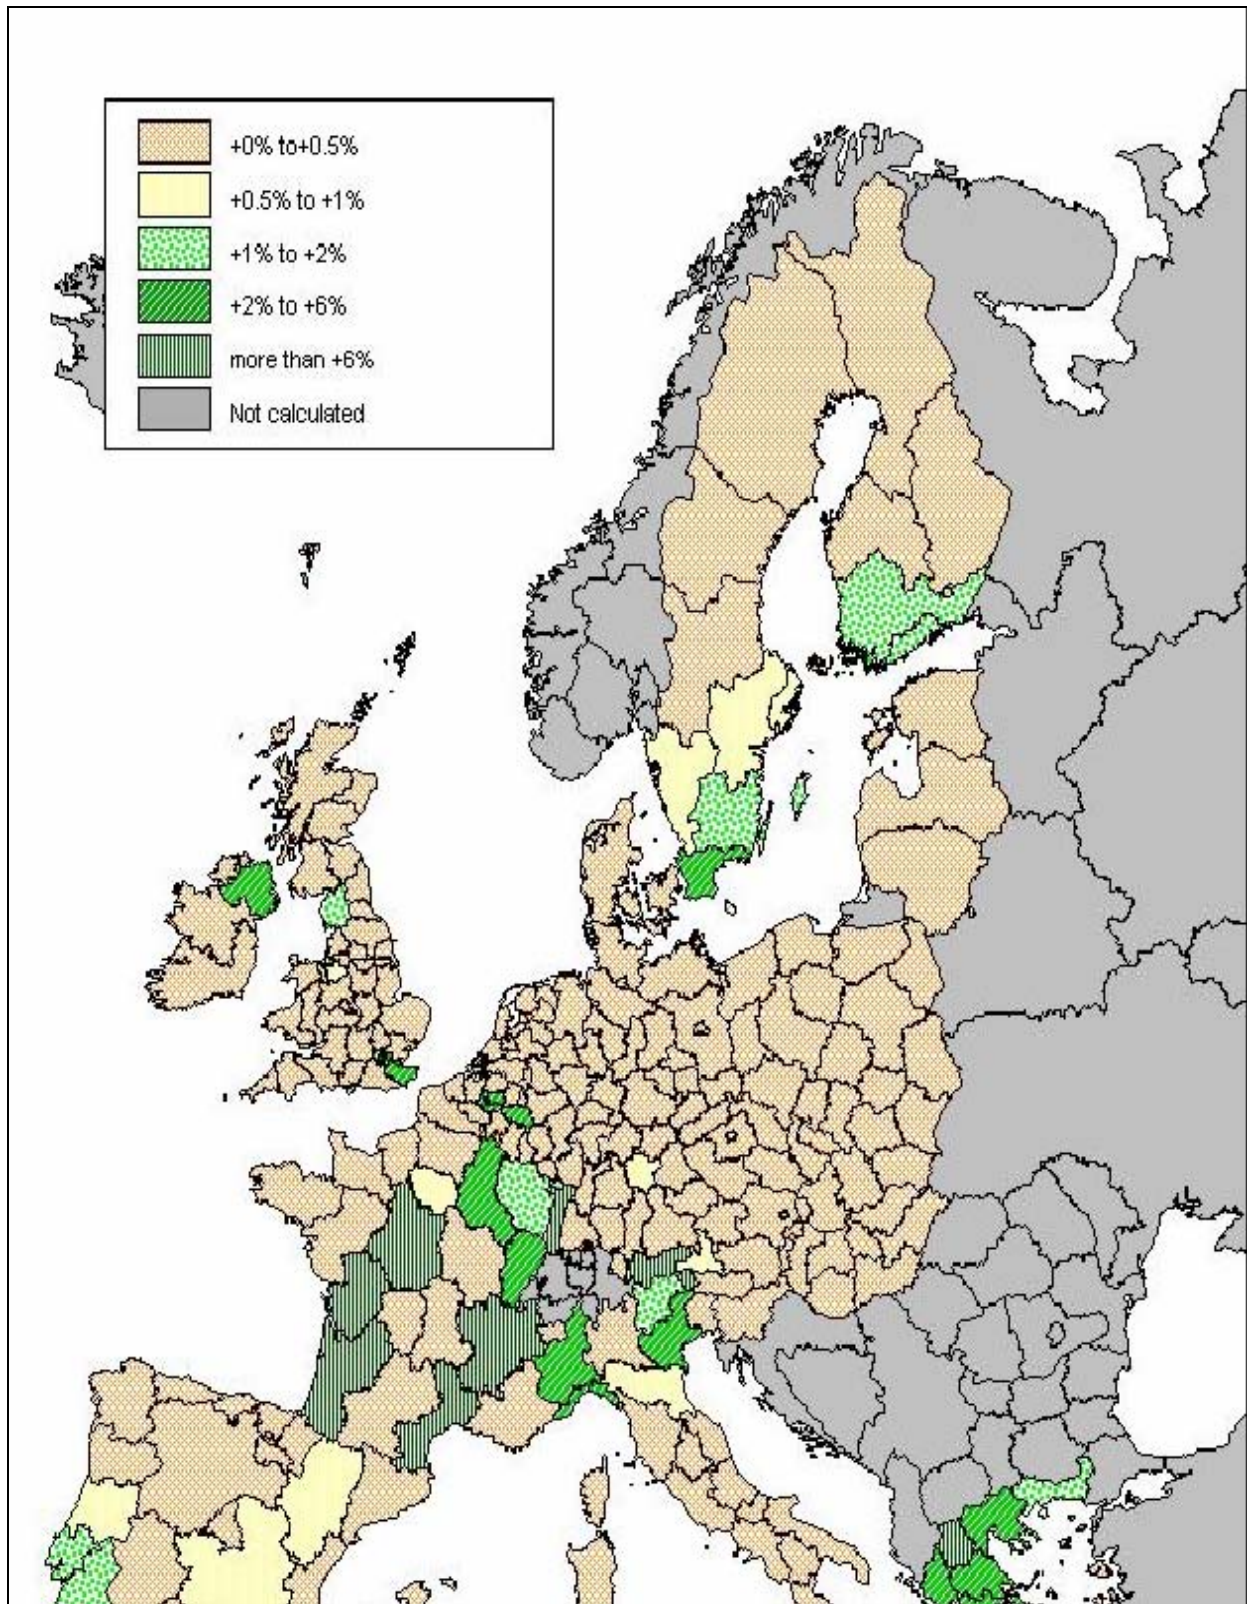 +0% to+0.5%
+0.5% to +1%
+1% to +2%
+2% to +6%
more than +6%
Not calculated